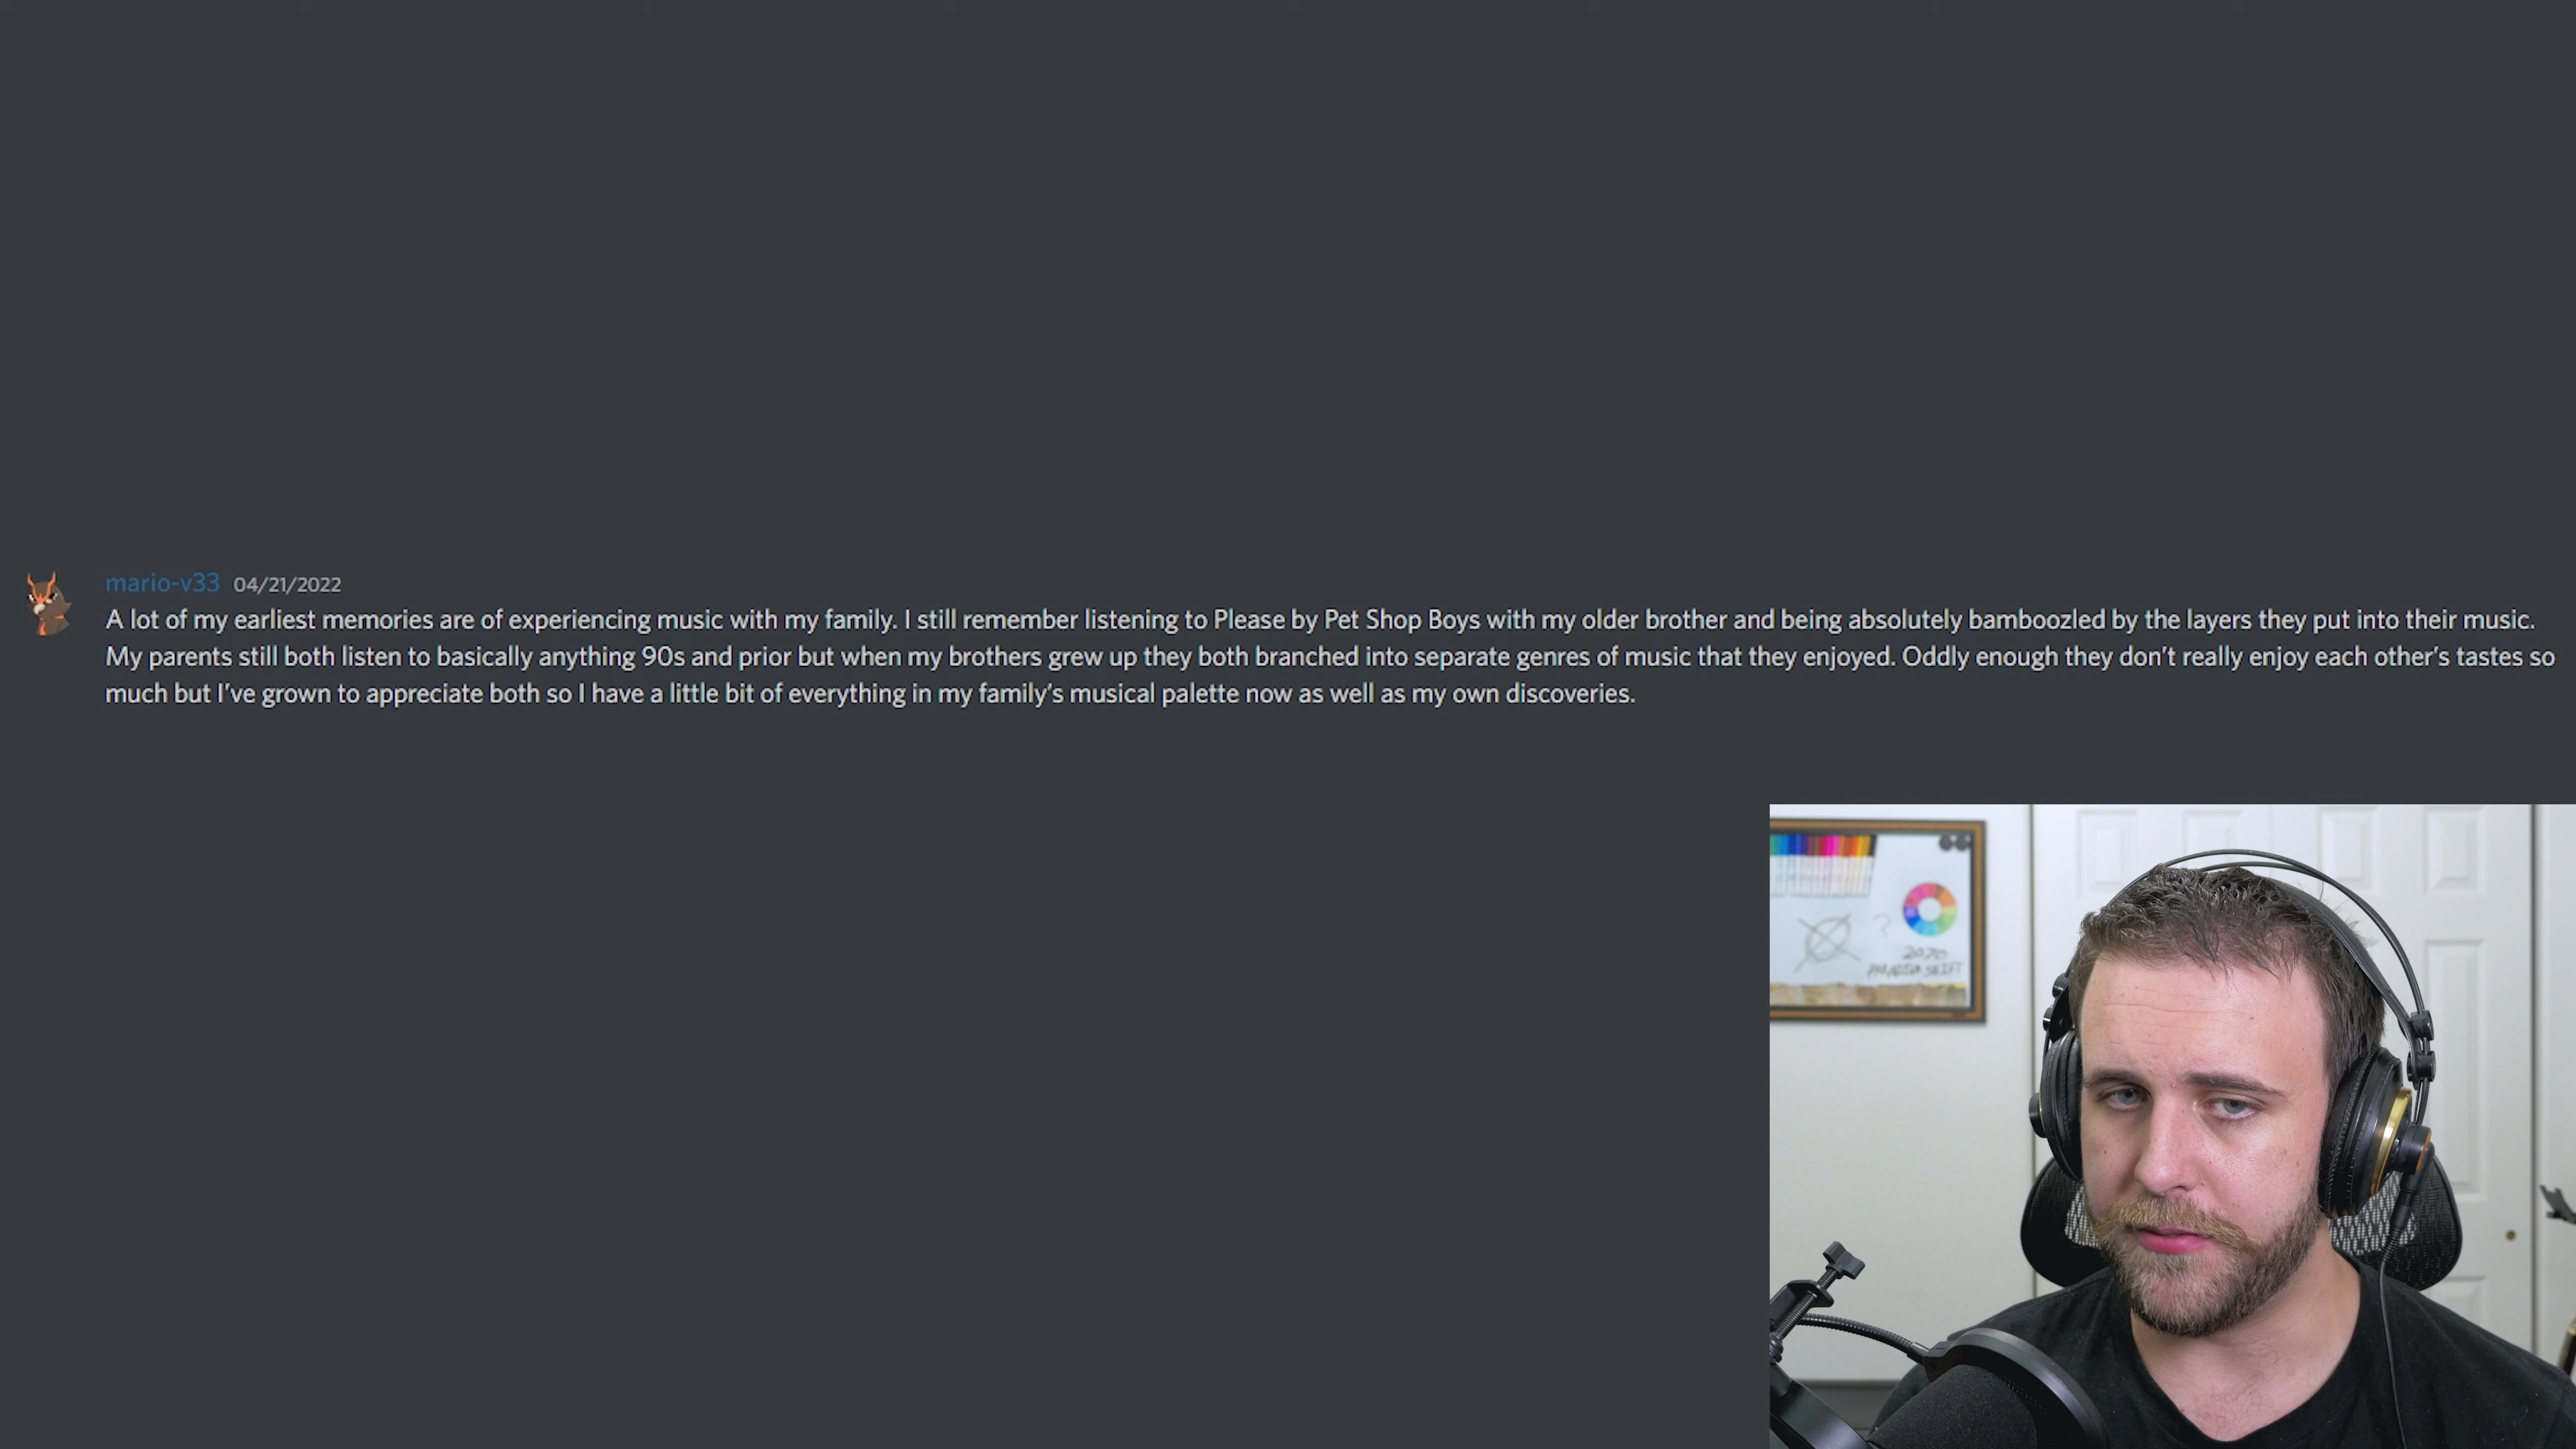 mario-v33 04/21/2022
A lot of my earliest memories are of experiencing music with my family. I still remember listening to Please by Pet Shop Boys with my older brother and being absolutely bamboozled by the layers they put into their music.
My parents still both listen to basically anything 90s and prior but when my brothers grew up they both branched into separate genres of music that they enjoyed. Oddly enough they don't really enjoy each other's tastes so
much but I've grown to appreciate both so I have a little bit of everything in my family's musical palette now as well as my own discoveries.
?
SHIFT